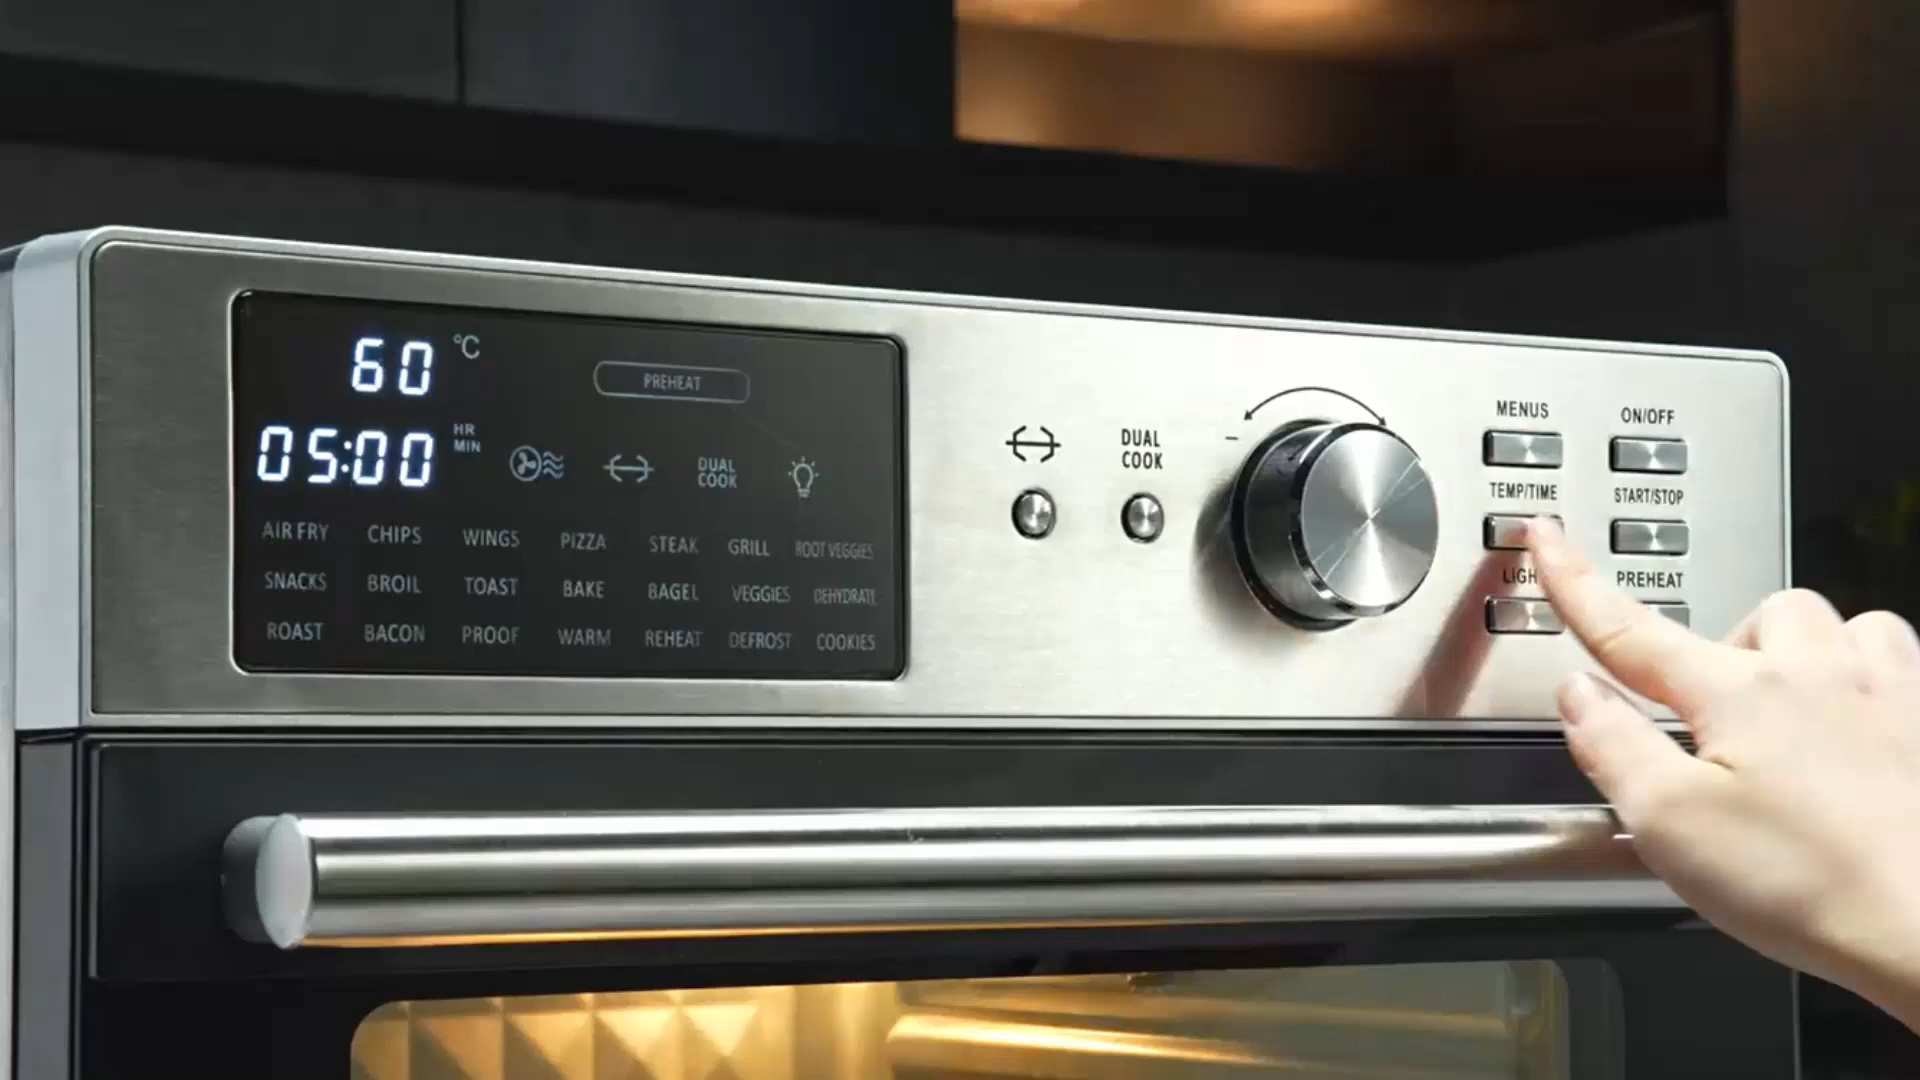 60 °C
PREHEAT
05:00 HR
MIN
DUAL
COOK
AIR FRY CHIPS WINGS PIZZA STEAK GRILL ROOT VEGGIES
SNACKS BROIL TOAST BAKE BAGEL VEGGIES DEHYDRATE
ROAST BACON PROOF WARM REHEAT DEFROST COOKIES
DUAL
COOK
–
MENUS ON/OFF
TEMP/TIME START/STOP
LIGH PREHEAT